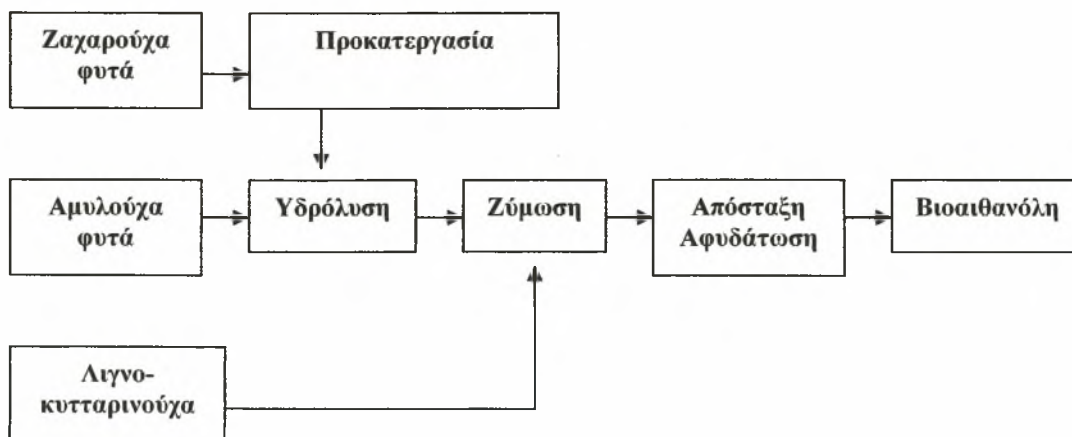 Ζαχαρούχα
φυτά
Προκατεργασία
Αμυλούχα
φυτά
Υδρόλυση
Ζύμωση
Απόσταξη
Αφυδάτωση
Βιοαιθανόλη
Λιγνο-
κυτταρινούχα